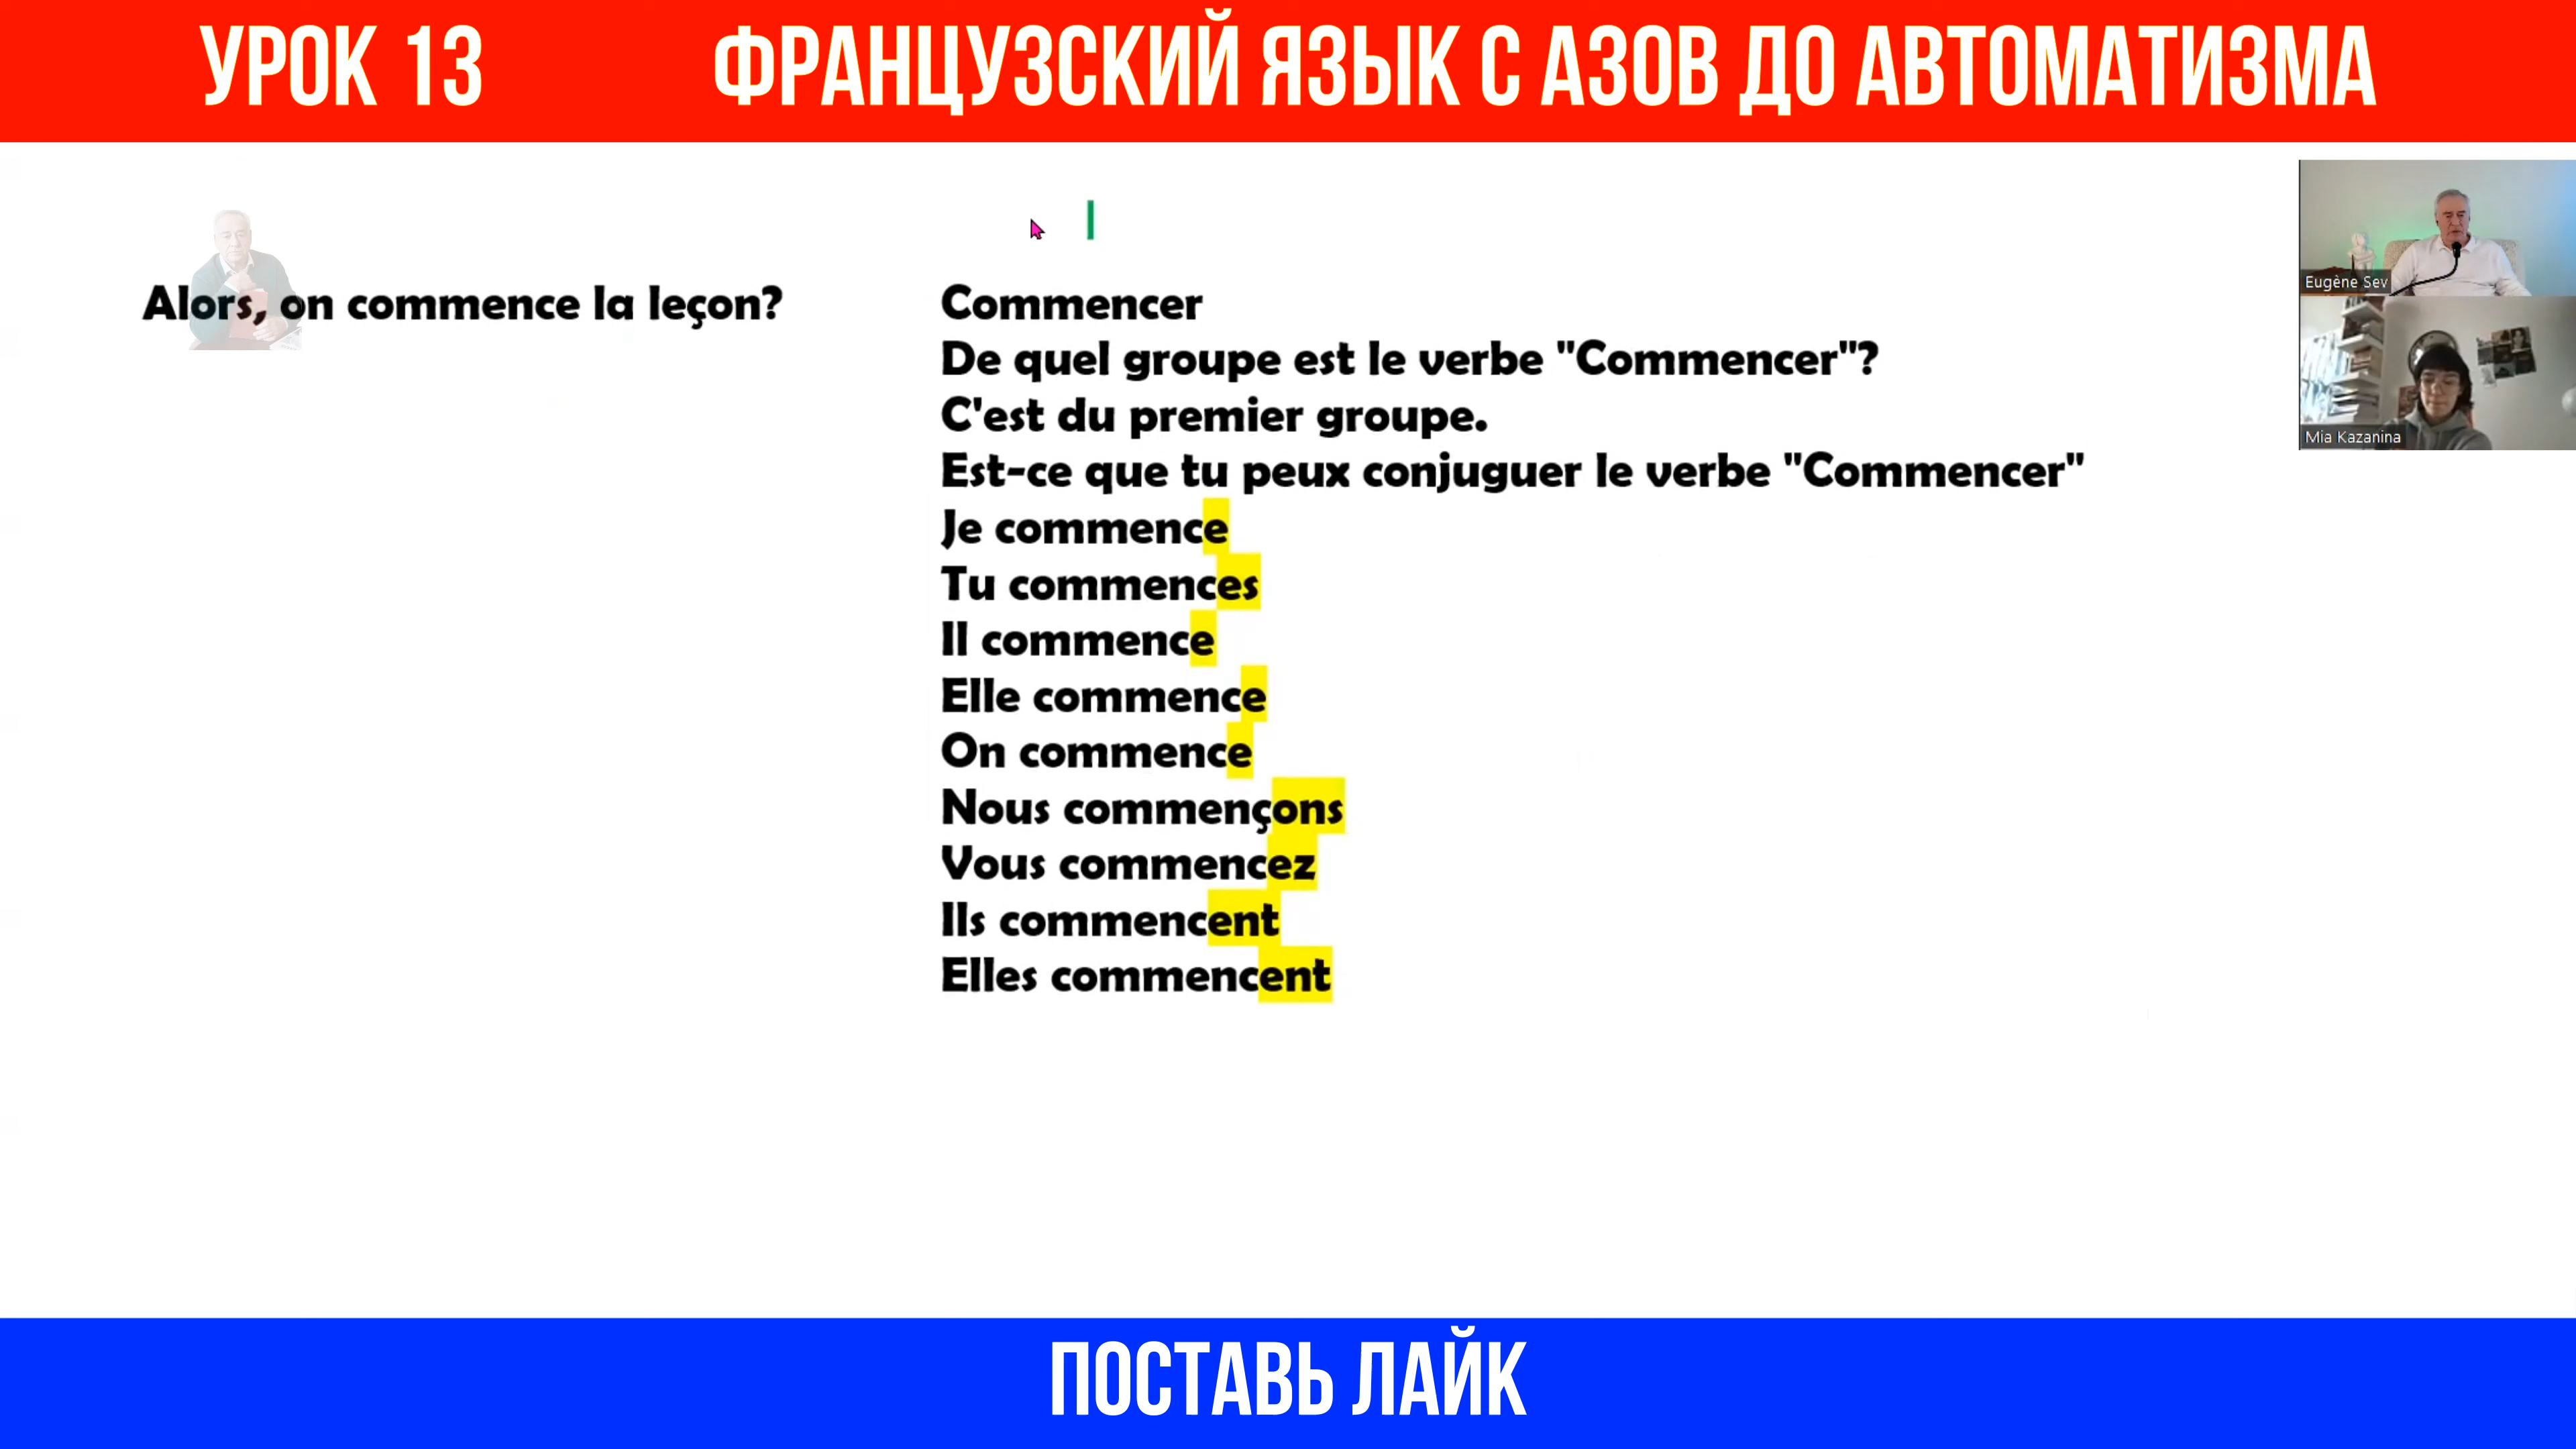 УРОК 13
ФРАНЦУЗСКИЙ ЯЗЫК С АЗОВ ДО АВТОМАТИЗМА
Alors, on commence la leçon?
Commencer
De quel groupe est le verbe "Commencer"?
C'est du premier groupe.
Est-ce que tu peux conjuguer le verbe "Commencer"
Je commence
Tu commences
Il commence
Elle commence
On commence
Nous commençons
Vous commencez
Ils commencent
Elles commencent
Eugène Sev
Mia Kazanina
ПОСТАВЬ ЛАЙК